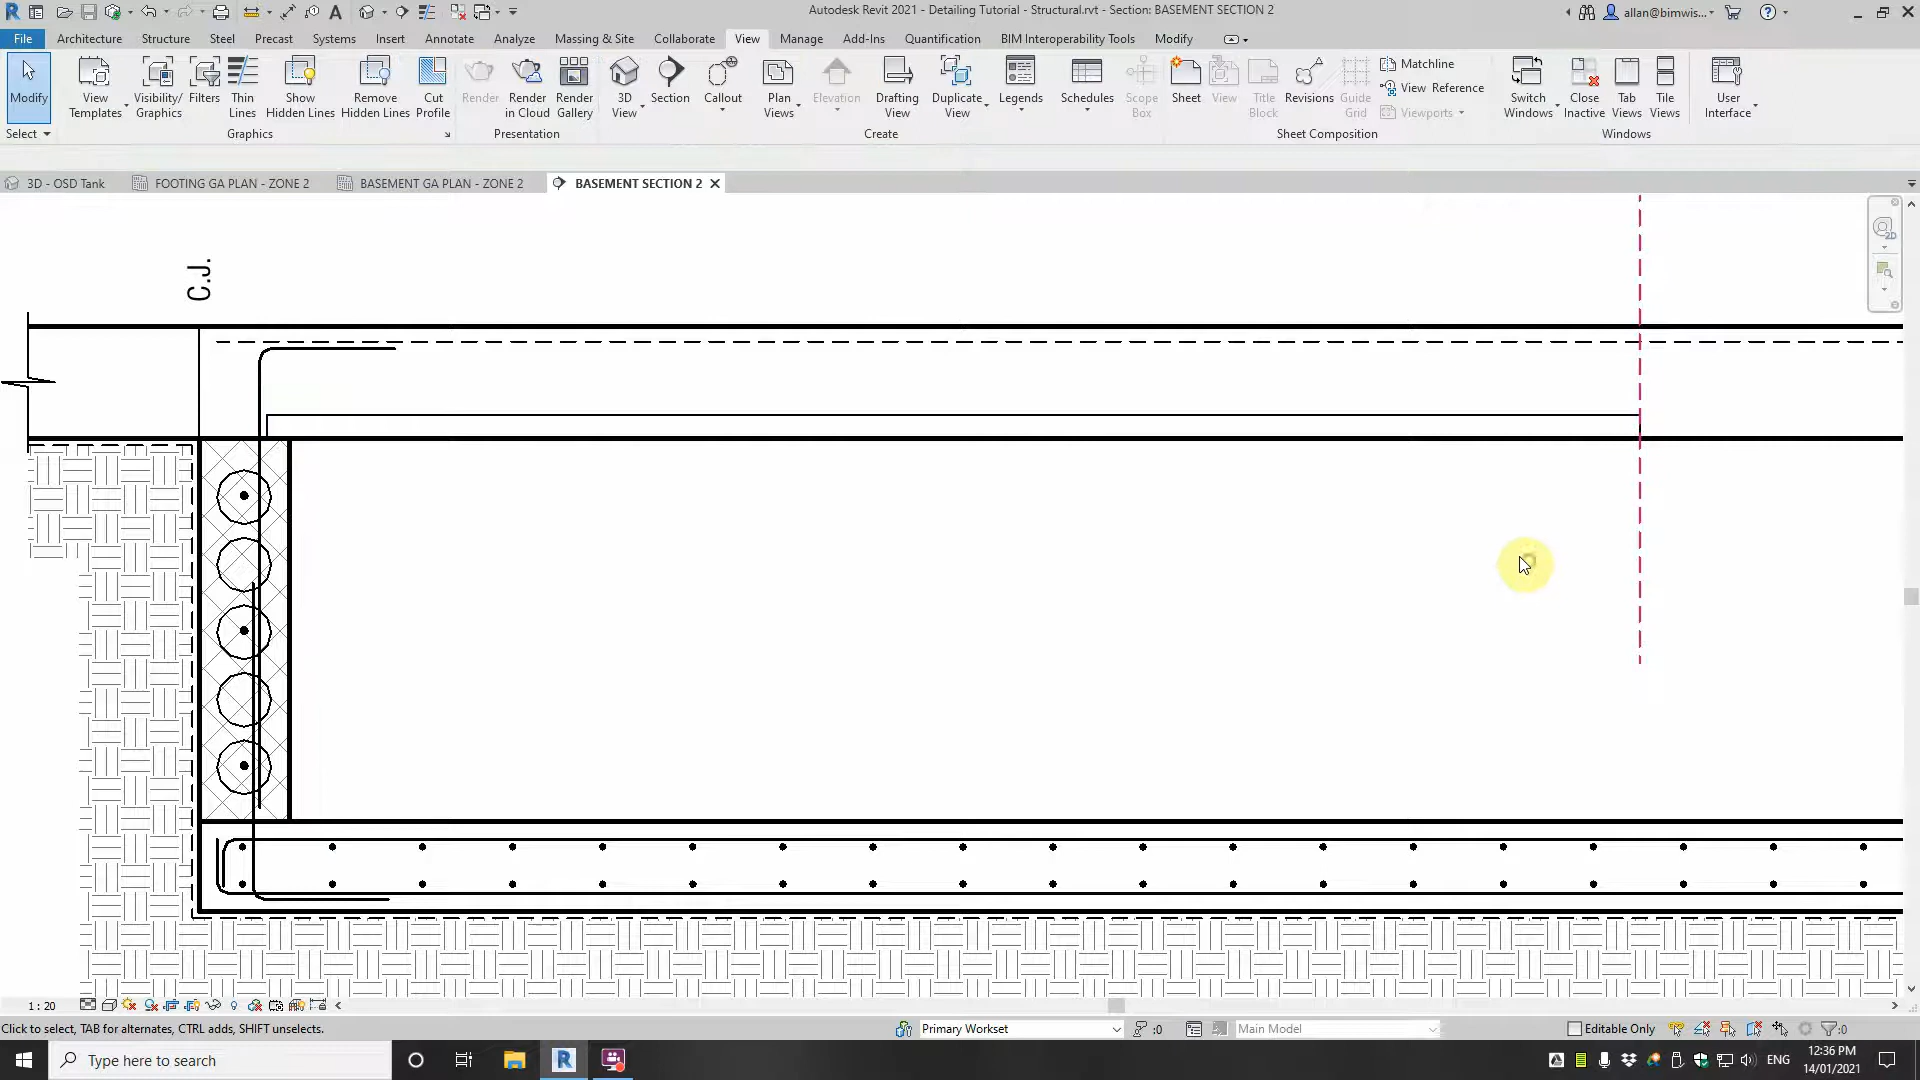 Autodesk Revit 2021 - Detailing Tutorial - Structural.rvt - Section: BASEMENT SECTION 2
allan@bimwis...
File Architecture Structure Steel Precast Systems Insert Annotate Analyze Massing & Site Collaborate View Manage Add-Ins Quantification BIM Interoperability Tools Modify
Modify
View Templates
Visibility/ Graphics
Filters
Thin Lines
Show Hidden Lines
Remove Hidden Lines
Cut Profile
Render
Render in Cloud
Render Gallery
3D View
Section
Callout
Plan Views
Elevation
Drafting View
Duplicate View
Legends
Schedules
Scope Box
Sheet
View
Title Block
Revisions
Guide Grid
Matchline
View Reference
Viewports
Switch Windows
Close Inactive
Tab Views
Tile Views
User Interface
Select
Graphics
Presentation
Create
Sheet Composition
Windows
3D - OSD Tank
FOOTING GA PLAN - ZONE 2
BASEMENT GA PLAN - ZONE 2
BASEMENT SECTION 2
2D
C.J.
1 : 20
Click to select, TAB for alternates, CTRL adds, SHIFT unselects.
Primary Workset
:0
Main Model
Editable Only
:0
Type here to search
ENG
12:36 PM
14/01/2021